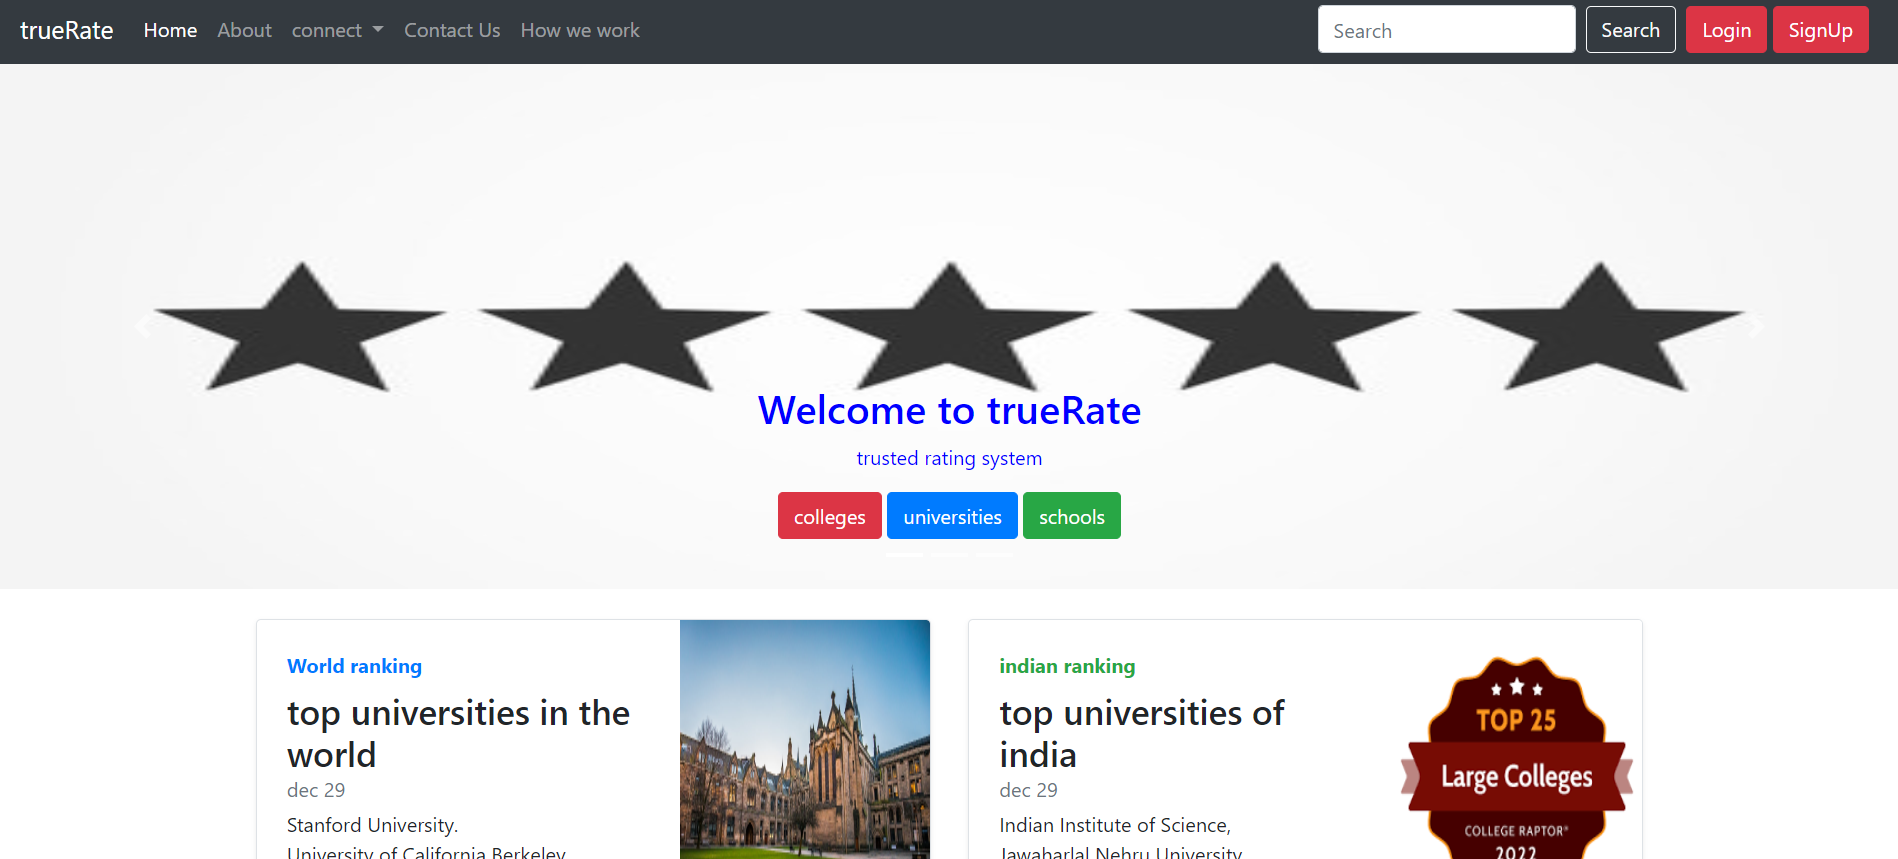 trueRate Home About connect Contact Us How we work Search Search Login SignUp
Welcome to trueRate
trusted rating system
colleges universities schools
World ranking
top universities in the
world
dec 29
Stanford University.
University of California Berkeley
indian ranking
top universities of
india
dec 29
Indian Institute of Science,
Jawaharlal Nehru University
TOP 25
Large Colleges
COLLEGE RAPTOR®
2022